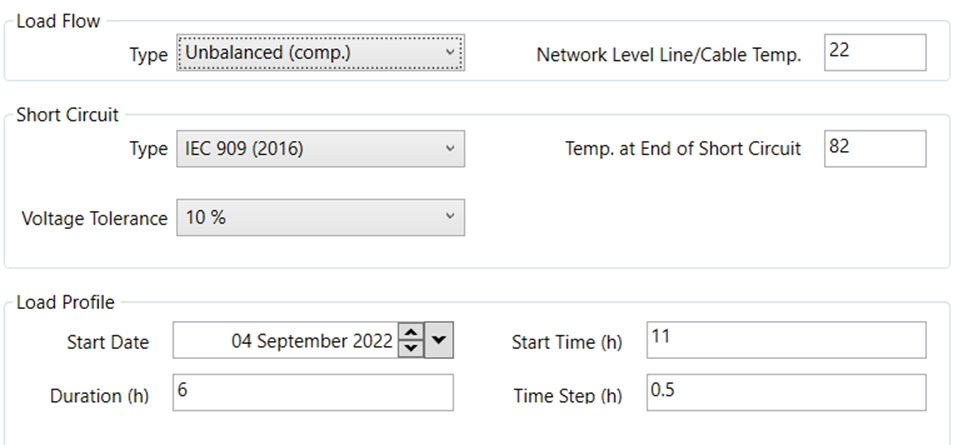 Load Flow
Type Unbalanced (comp.) Network Level Line/Cable Temp. 22
Short Circuit
Type IEC 909 (2016) Temp. at End of Short Circuit 82
Voltage Tolerance 10 %
Load Profile
Start Date 04 September 2022 Start Time (h) 11
Duration (h) 6 Time Step (h) 0.5